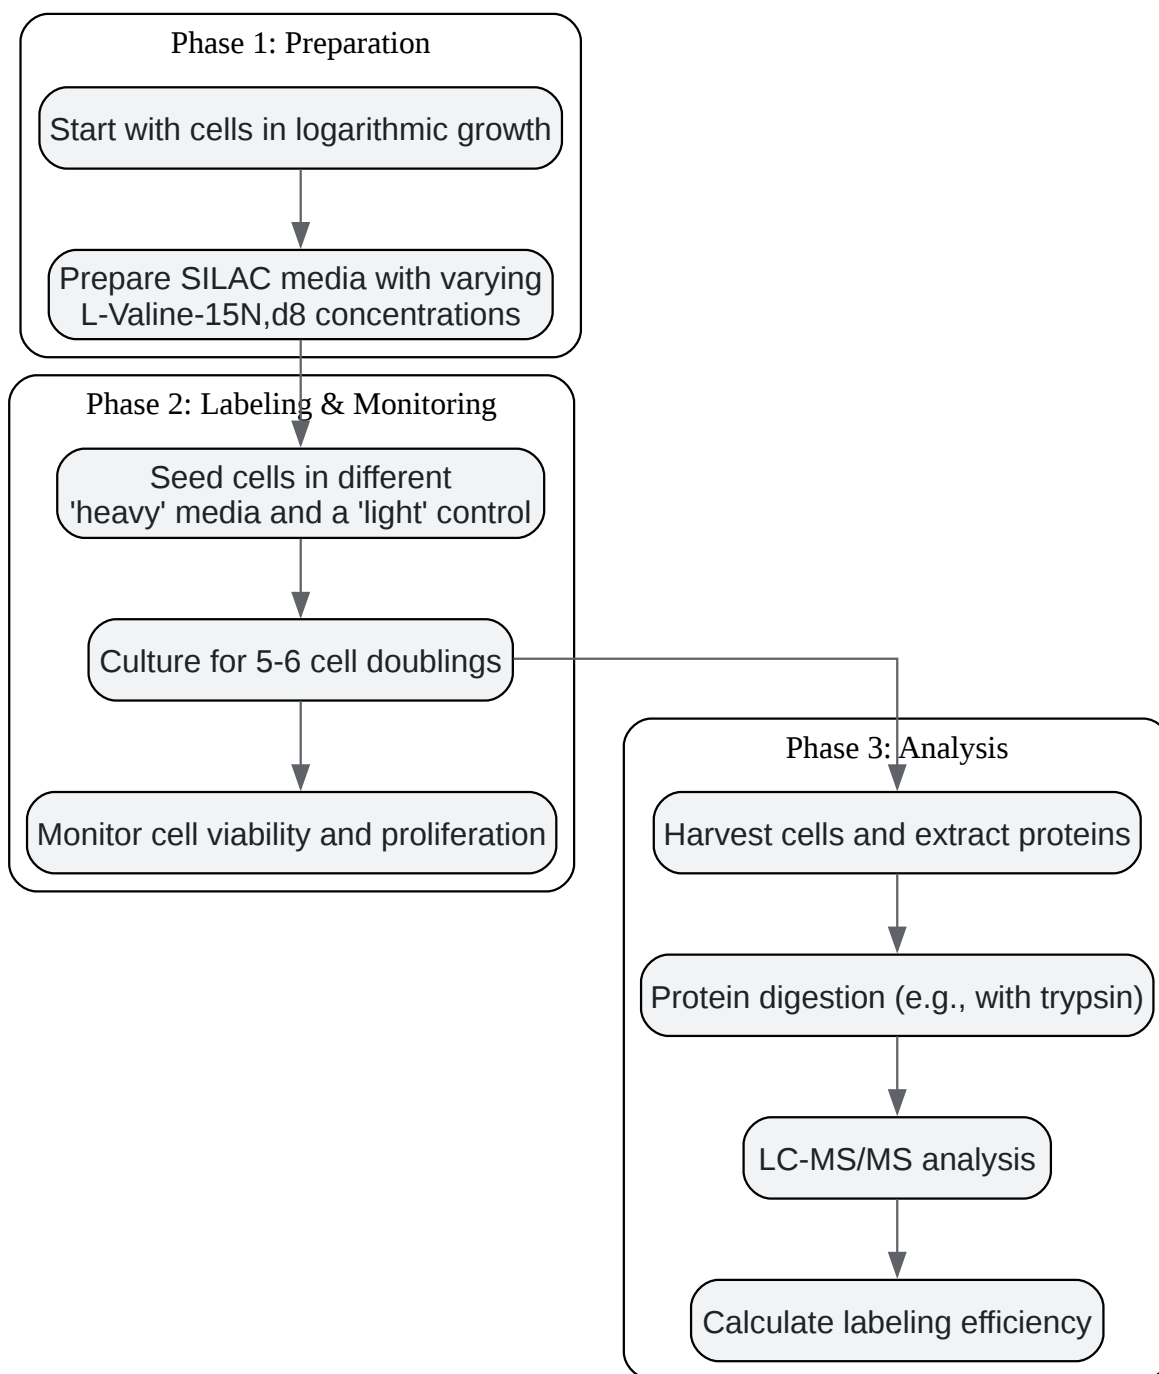 Phase 1: Preparation
Start with cells in logarithmic growth
Prepare SILAC media with varying
L-Valine-15N,d8 concentrations
Phase 2: Labeling & Monitoring
Seed cells in different
'heavy' media and a 'light' control
Culture for 5-6 cell doublings
Monitor cell viability and proliferation
Phase 3: Analysis
Harvest cells and extract proteins
Protein digestion (e.g., with trypsin)
LC-MS/MS analysis
Calculate labeling efficiency